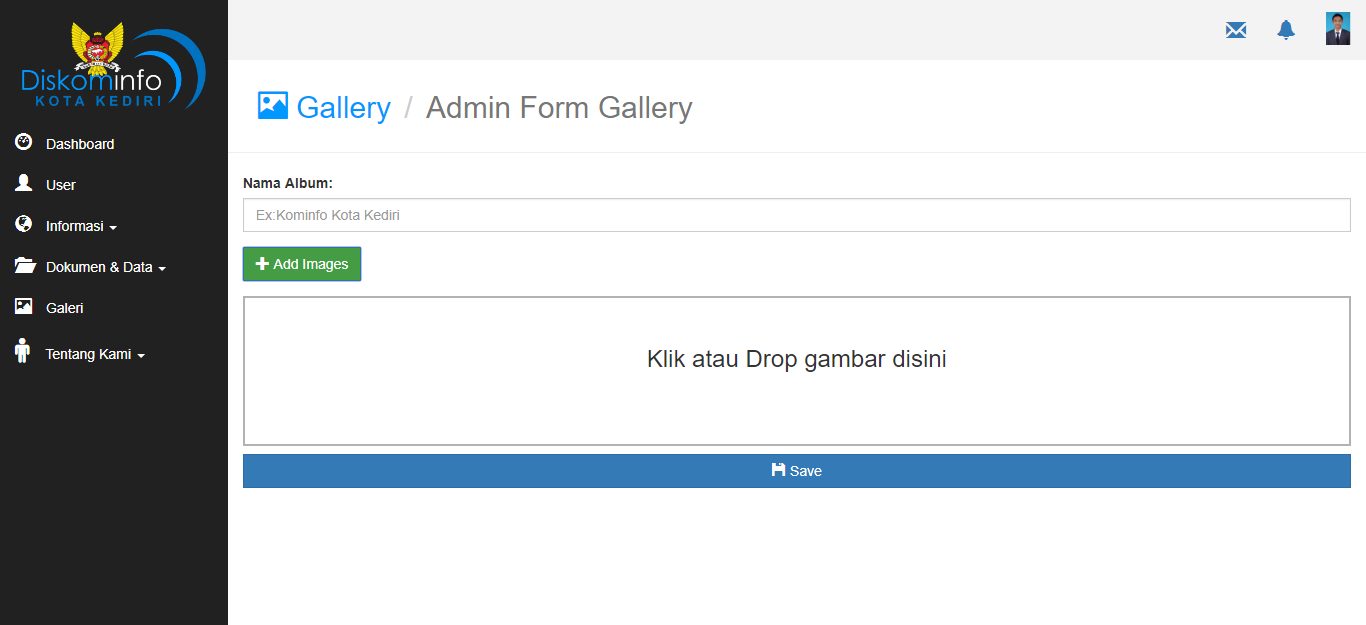 Diskominfo
KOTA KEDIRI
Dashboard
User
Informasi
Dokumen & Data
Galeri
Tentang Kami
Gallery / Admin Form Gallery
Nama Album:
Ex:Kominfo Kota Kediri
Add Images
Klik atau Drop gambar disini
Save